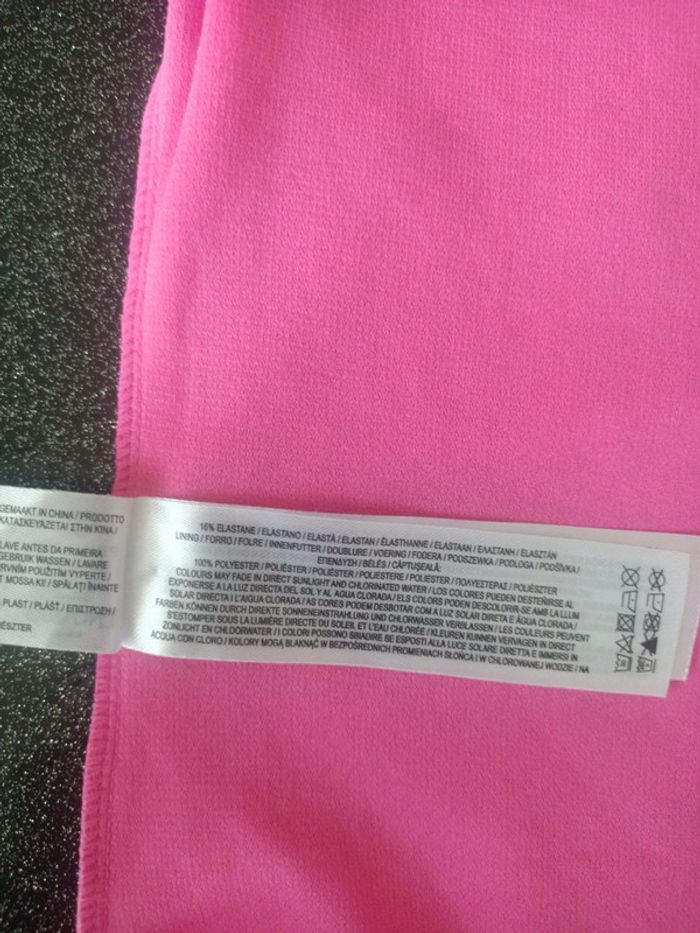 GEMAAKT IN CHINA / PRODOTTO
ΚΑΤΑΣΚΕΥΑΖΕΤΑΙ ΣΤΗΝ ΚΙΝΑ /
LAVE ANTES DA PRIMEIRA
GEBRUIK WASSEN / LAVARE
PRVNÍM POUŽITÍM VYPERTE /
T MOSSA KI! / SPĂLAȚI ÎNAINTE
PLAST / PLÁŠŤ / ΕΠΙΣΤΡΩΣΗ /
16% ELASTANE / ELASTANO / ELASTÃ / ELASTAN / ÉLASTHANNE / ELASTAAN / ΕΛΑΣΤΑΝΗ / ELASZTÁN
LINING / FORRO / FOLRE / INNENFUTTER / DOUBLURE / VOERING / FODERA / PODSZEWKA / PODLOGA / PODŠÍVKA /
ΕΠΕΝΔΥΣΗ / BÉLÉS / CĂPTUȘEALĂ:
100% POLYESTER / POLIÉSTER / POLIÈSTER / POLYESTER / POLIESTERE / POLIESTER / ΠΟΛΥΕΣΤΕΡΑΣ / POLIÉSZTER
COLOURS MAY FADE IN DIRECT SUNLIGHT AND CHLORINATED WATER / LOS COLORES PUEDEN DESTEÑIRSE AL
EXPONERSE A LA LUZ DIRECTA DEL SOL Y AL AGUA CLORADA / ELS COLORS PODEN DESCOLORIR-SE AMB LA LLUM
SOLAR DIRECTA I L'AIGUA CLORADA / AS CORES PODEM DESBOTAR COM A LUZ SOLAR DIRETA E ÁGUA CLORADA /
FARBEN KÖNNEN DURCH DIREKTE SONNENEINSTRAHLUNG UND CHLORWASSER VERBLASSEN / LES COULEURS PEUVENT
S'ESTOMPER SOUS LA LUMIÈRE DIRECTE DU SOLEIL ET L'EAU CHLORÉE / KLEUREN KUNNEN VERVAGEN IN DIRECT
ZONLICHT EN CHLOORWATER / I COLORI POSSONO SBIADIRE SE ESPOSTI ALLA LUCE SOLARE DIRETTA E IMMERSI IN
ACQUA CON CLORO / KOLORY MOGĄ BLAKNĄĆ W BEZPOŚREDNICH PROMIENIACH SŁOŃCA I W CHLOROWANEJ WODZIE / NA